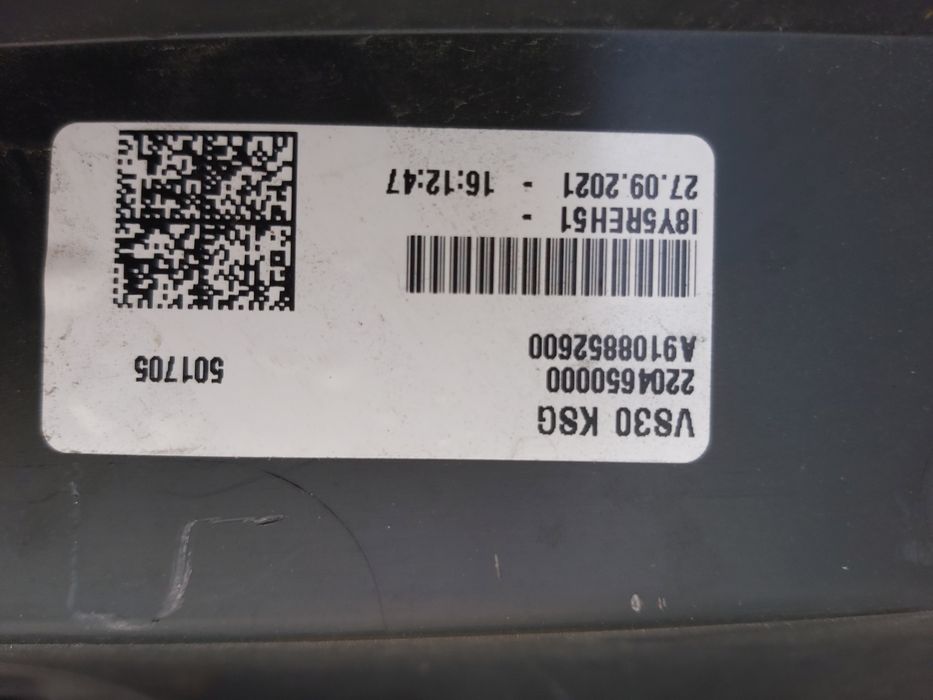 VS30 KSG
2204650000
A9108852600
501705
I8Y5REH51 -
27.09.2021 - 16:12:47